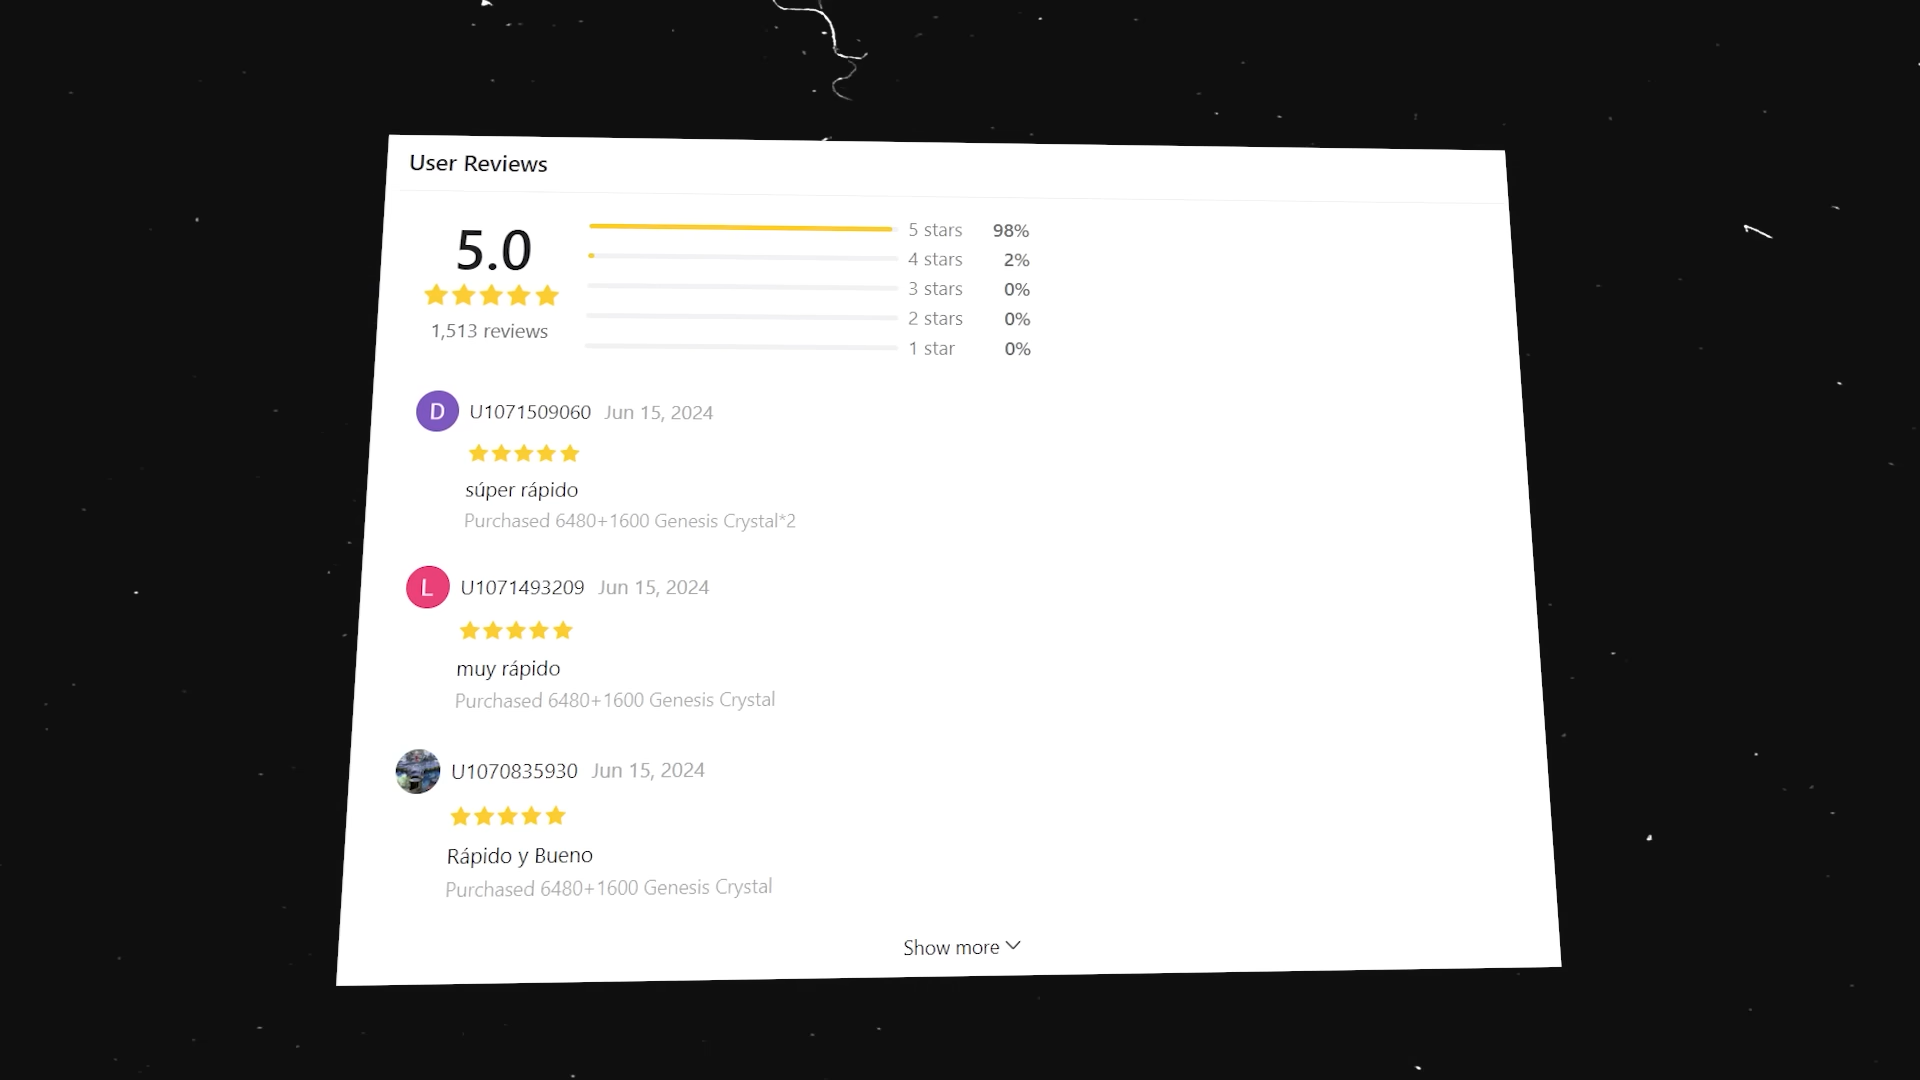 User Reviews
5.0
1,513 reviews
5 stars 98%
4 stars 2%
3 stars 0%
2 stars 0%
1 star 0%
D U1071509060 Jun 15, 2024
súper rápido
Purchased 6480+1600 Genesis Crystal*2
L U1071493209 Jun 15, 2024
muy rápido
Purchased 6480+1600 Genesis Crystal
U1070835930 Jun 15, 2024
Rápido y Bueno
Purchased 6480+1600 Genesis Crystal
Show more